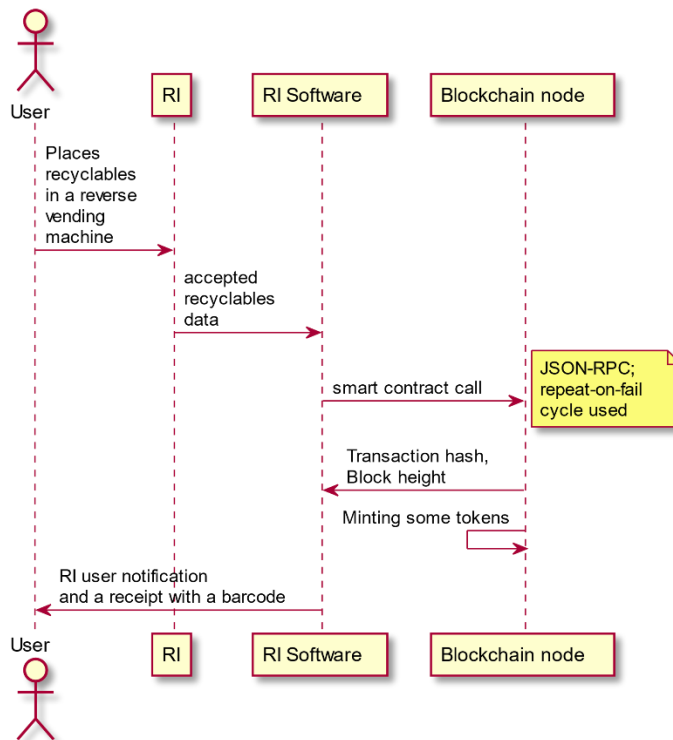 User
RI
RI Software
Blockchain node
Places
recyclables
in a reverse
vending
machine
accepted
recyclables
data
smart contract call
JSON-RPC;
repeat-on-fail
cycle used
Transaction hash,
Block height
Minting some tokens
RI user notification
and a receipt with a barcode
User
RI
RI Software
Blockchain node